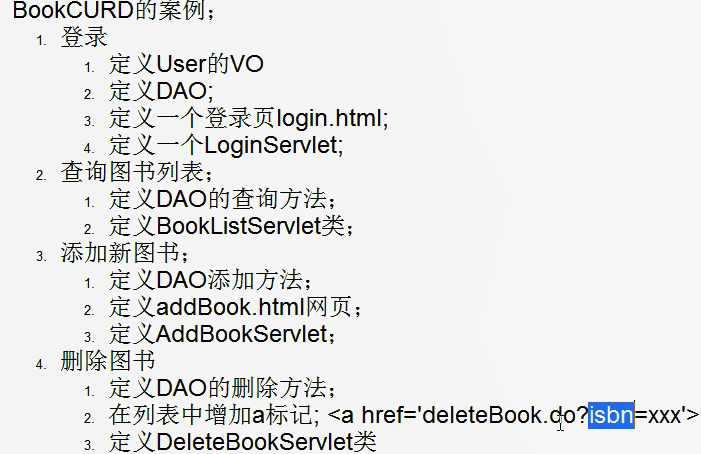 BookCURD的案例；
1. 登录
1. 定义User的VO
2. 定义DAO;
3. 定义一个登录页login.html;
4. 定义一个LoginServlet;
2. 查询图书列表；
1. 定义DAO的查询方法；
2. 定义BookListServlet类；
3. 添加新图书；
1. 定义DAO添加方法；
2. 定义addBook.html网页；
3. 定义AddBookServlet；
4. 删除图书
1. 定义DAO的删除方法；
2. 在列表中增加a标记; <a href='deleteBook.do?isbn=xxx'>
3. 定义DeleteBookServlet类